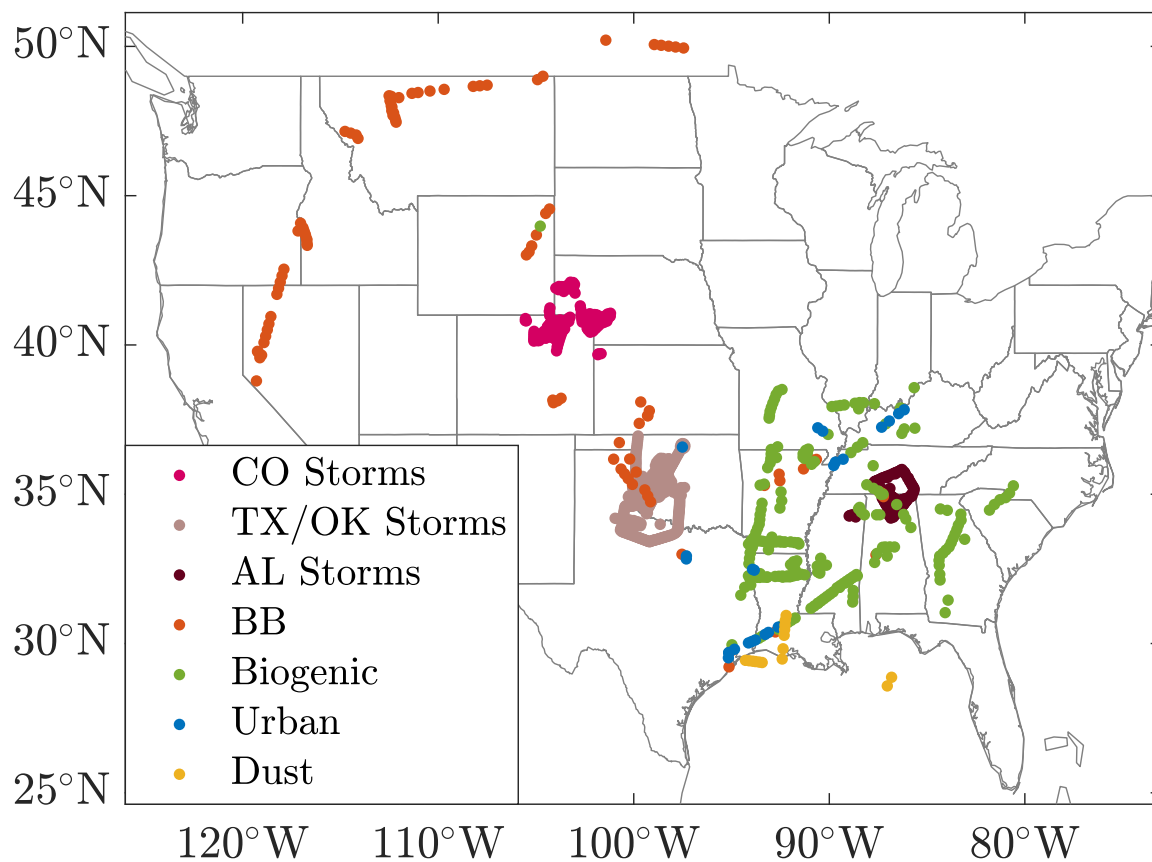 50°N
45°N
40°N
35°N
30°N
25°N
CO Storms
TX/OK Storms
AL Storms
BB
Biogenic
Urban
Dust
120°W 110°W 100°W 90°W 80°W